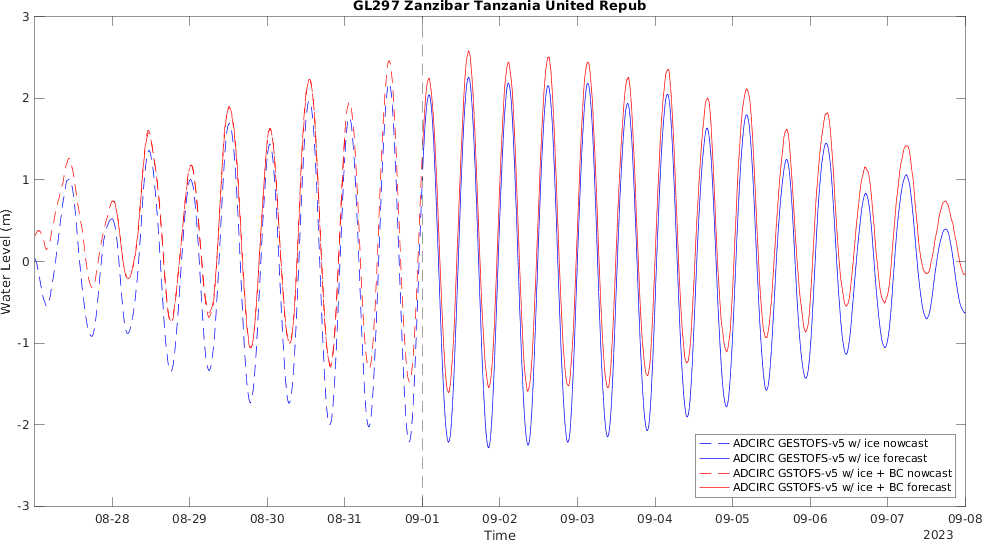 GL297 Zanzibar Tanzania United Repub
3
2
1
0
-1
-2
-3
Water Level (m)
ADCIRC GESTOFS-v5 w/ ice nowcast
ADCIRC GESTOFS-v5 w/ ice forecast
ADCIRC GSTOFS-v5 w/ ice + BC nowcast
ADCIRC GSTOFS-v5 w/ ice + BC forecast
08-28 08-29 08-30 08-31 09-01 09-02 09-03 09-04 09-05 09-06 09-07 09-08
Time
2023